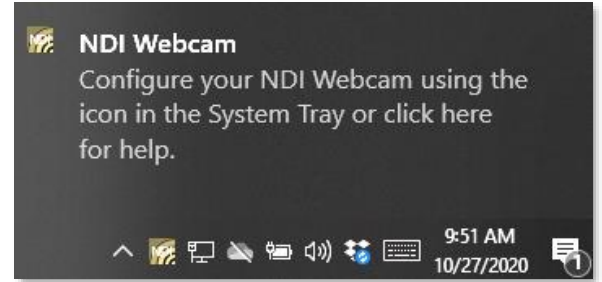 NDI Webcam
Configure your NDI Webcam using the
icon in the System Tray or click here
for help.
9:51 AM
10/27/2020
1